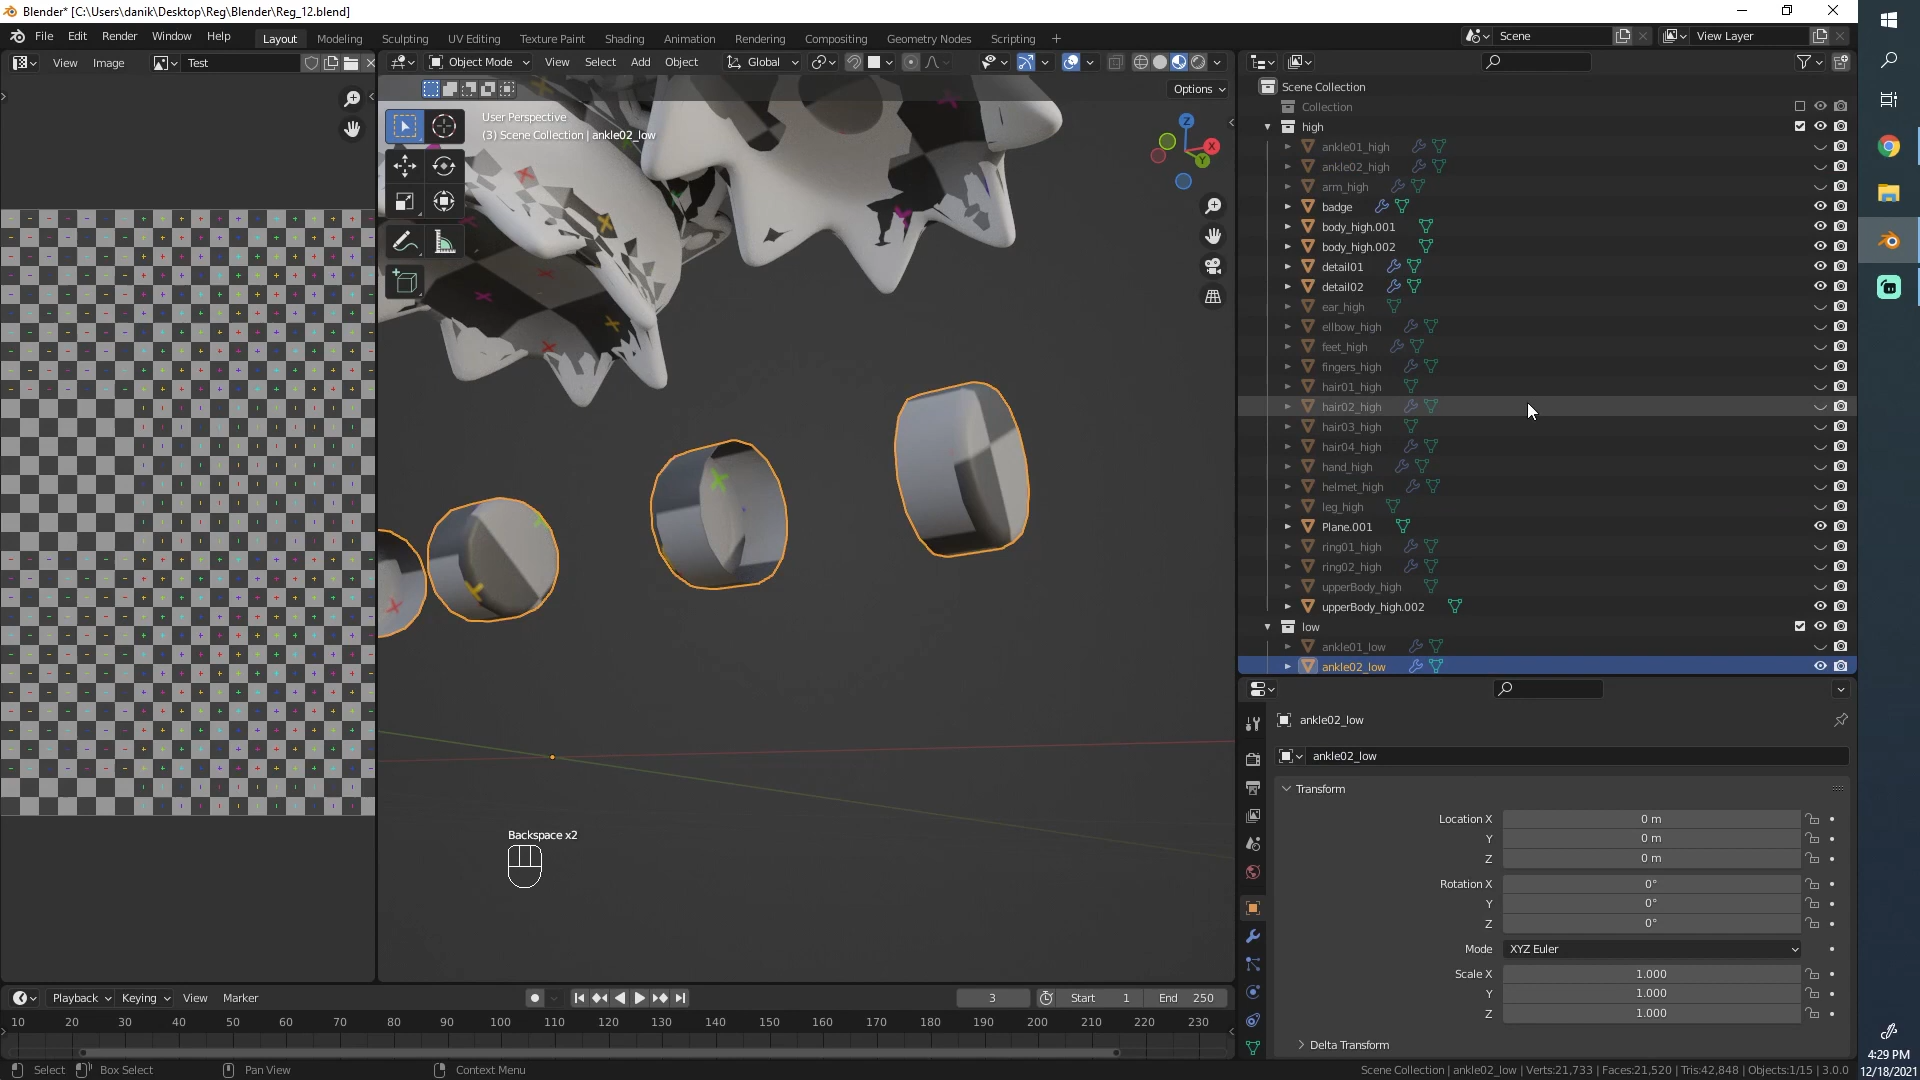 Blender* [C:\Users\danik\Desktop\Reg\Blender\Reg_12.blend]
File Edit Render Window Help Layout Modeling Sculpting UV Editing Texture Paint Shading Animation Rendering Compositing Geometry Nodes Scripting + Scene View Layer
View Image Test Object Mode View Select Add Object Global
Options
User Perspective
(3) Scene Collection | ankle02_low
X
Y
Z
Scene Collection
Collection
high
ankle01_high
ankle02_high
arm_high
badge
body_high.001
body_high.002
detail01
detail02
ear_high
ellbow_high
feet_high
fingers_high
hair01_high
hair02_high
hair03_high
hair04_high
hand_high
helmet_high
leg_high
Plane.001
ring01_high
ring02_high
upperBody_high
upperBody_high.002
low
ankle01_low
ankle02_low
ankle02_low
ankle02_low
Transform
Location X 0 m
Y 0 m
Z 0 m
Rotation X 0°
Y 0°
Z 0°
Mode XYZ Euler
Scale X 1.000
Y 1.000
Z 1.000
Delta Transform
Backspace x2
Playback Keying View Marker 3 Start 1 End 250
10 20 30 40 50 60 70 80 90 100 110 120 130 140 150 160 170 180 190 200 210 220 230
Select Box Select Pan View Context Menu Scene Collection | ankle02_low | Verts:21,733 | Faces:21,520 | Tris:42,848 | Objects:1/15 | 3.0.0
4:29 PM
12/18/2021